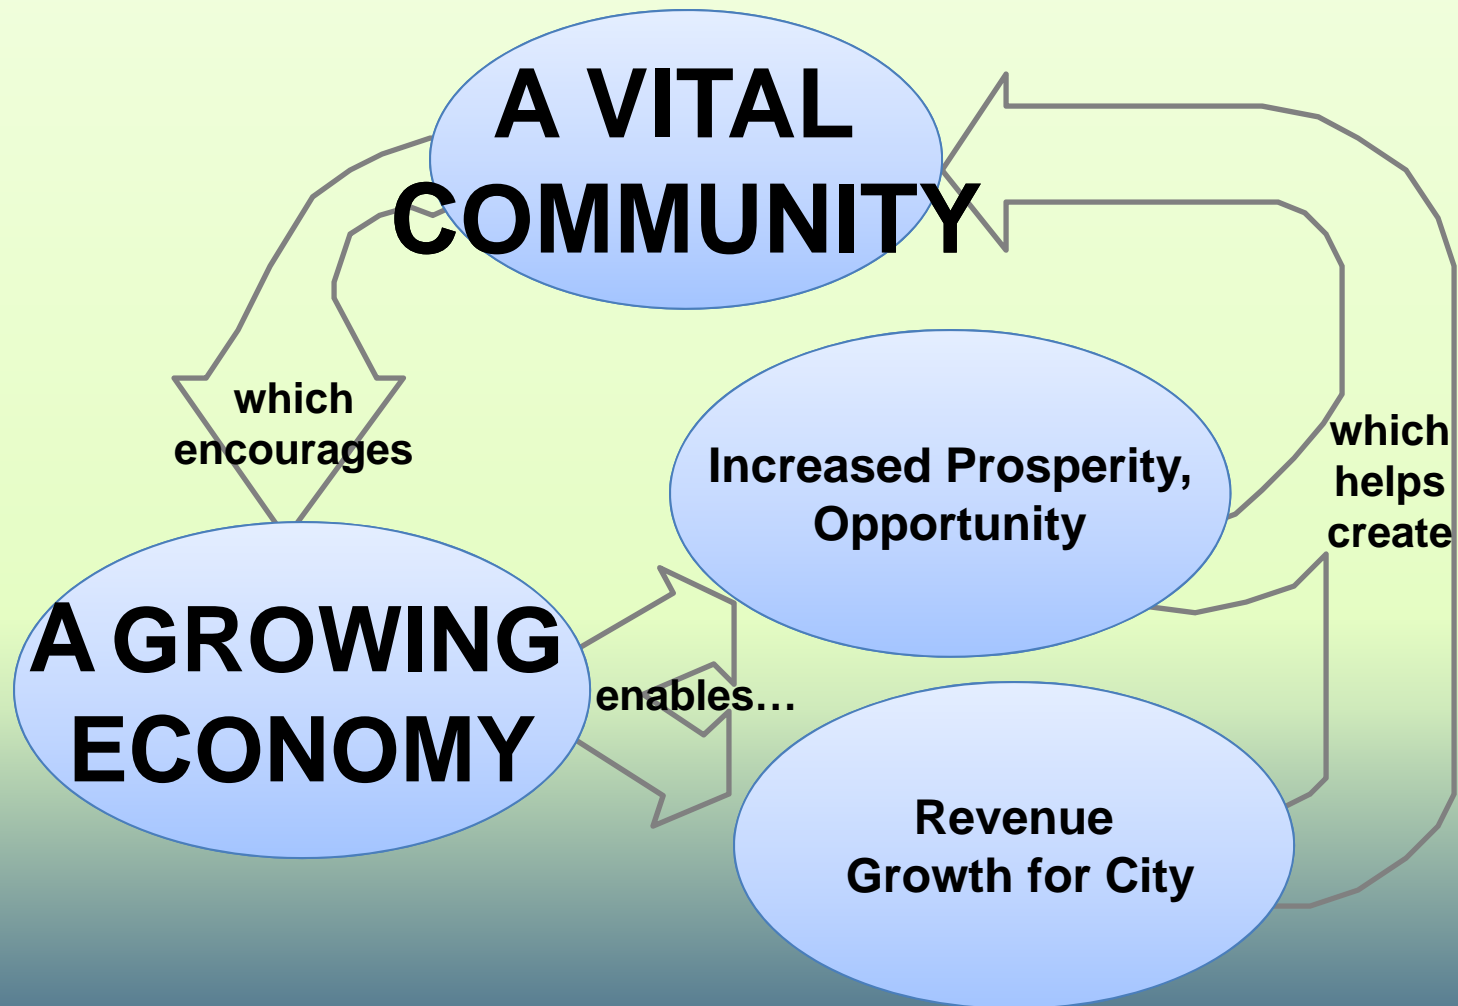 A VITAL
COMMUNITY
which
encourages
Increased Prosperity,
Opportunity
which
helps
create
A GROWING
ECONOMY
enables…
Revenue
Growth for City